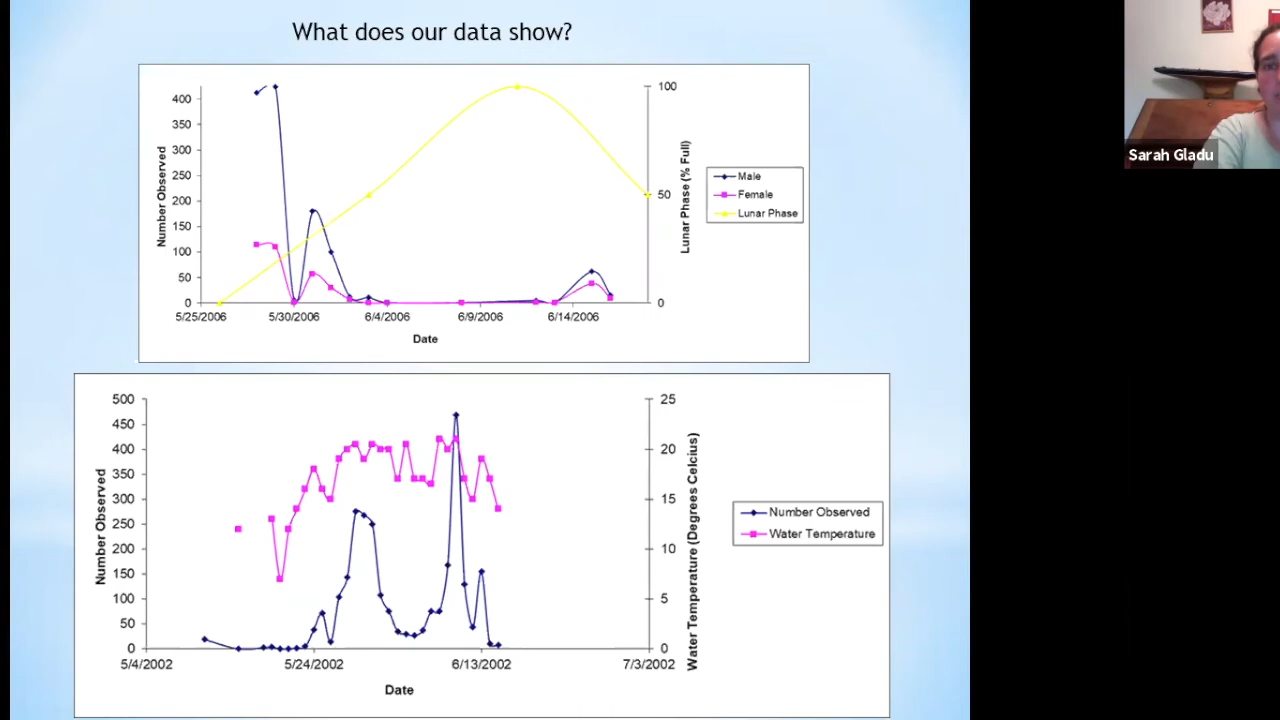 What does our data show?
400
350
300
250
200
150
100
50
0
Number Observed
5/25/2006 5/30/2006 6/4/2006 6/9/2006 6/14/2006
Date
100
50
0
Lunar Phase (% Full)
Male
Female
Lunar Phase
Sarah Gladu
500
450
400
350
300
250
200
150
100
50
0
Number Observed
5/4/2002 5/24/2002 6/13/2002 7/3/2002
Date
25
20
15
10
5
0
Water Temperature (Degrees Celcius)
Number Observed
Water Temperature